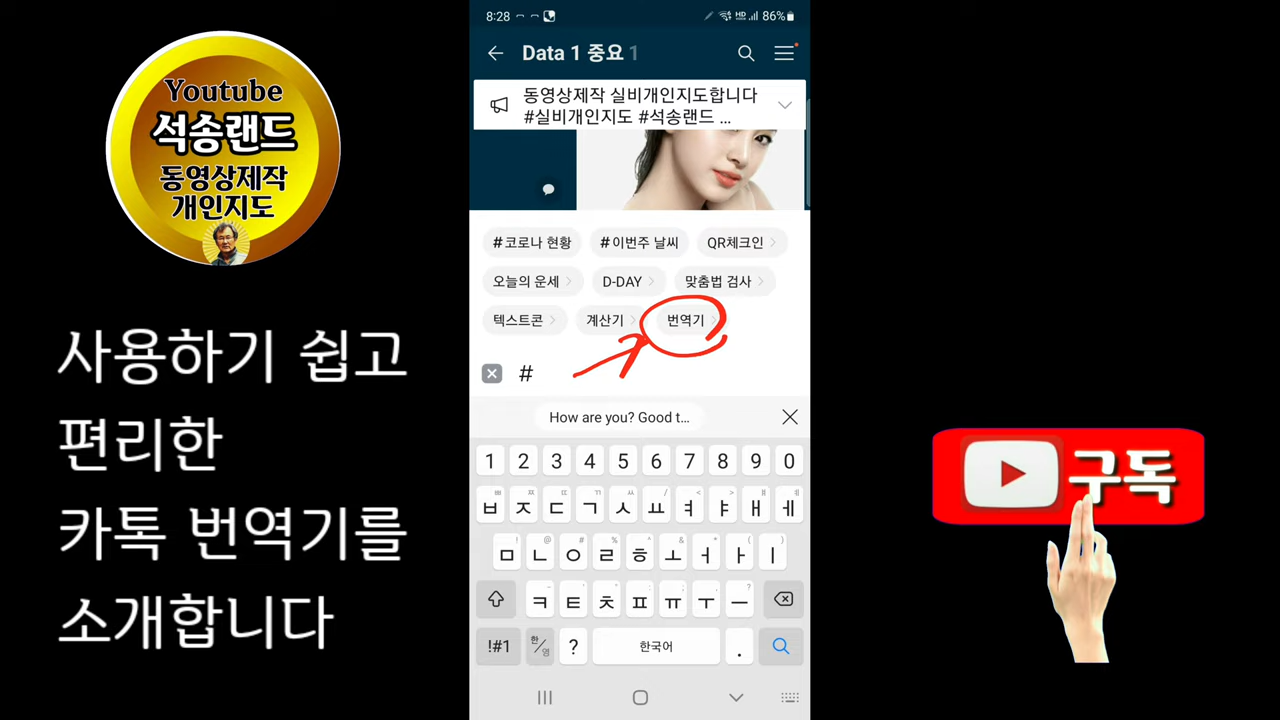 Youtube
석송랜드
동영상제작
개인지도
사용하기 쉽고
편리한
카톡 번역기를
소개합니다
8:28
HD
86%
Data 1 중요 1
동영상제작 실비개인지도합니다
#실비개인지도 #석송랜드 ...
#코로나 현황
#이번주 날씨
QR체크인
오늘의 운세
D-DAY
맞춤법 검사
텍스트콘
계산기
번역기
#
How are you? Good t...
1 2 3 4 5 6 7 8 9 0
ㅃ ㅉ ㄸ ㄲ ㅆ / < > ㅒ ㅖ
ㅂ ㅈ ㄷ ㄱ ㅅ ㅛ ㅕ ㅑ ㅐ ㅔ
! @ # % ^ & * ( )
ㅁ ㄴ ㅇ ㄹ ㅎ ㅗ ㅓ ㅏ ㅣ
- ' " : ; , ?
ㅋ ㅌ ㅊ ㅍ ㅠ ㅜ ㅡ
!#1 한/영 ? 한국어 .
구독